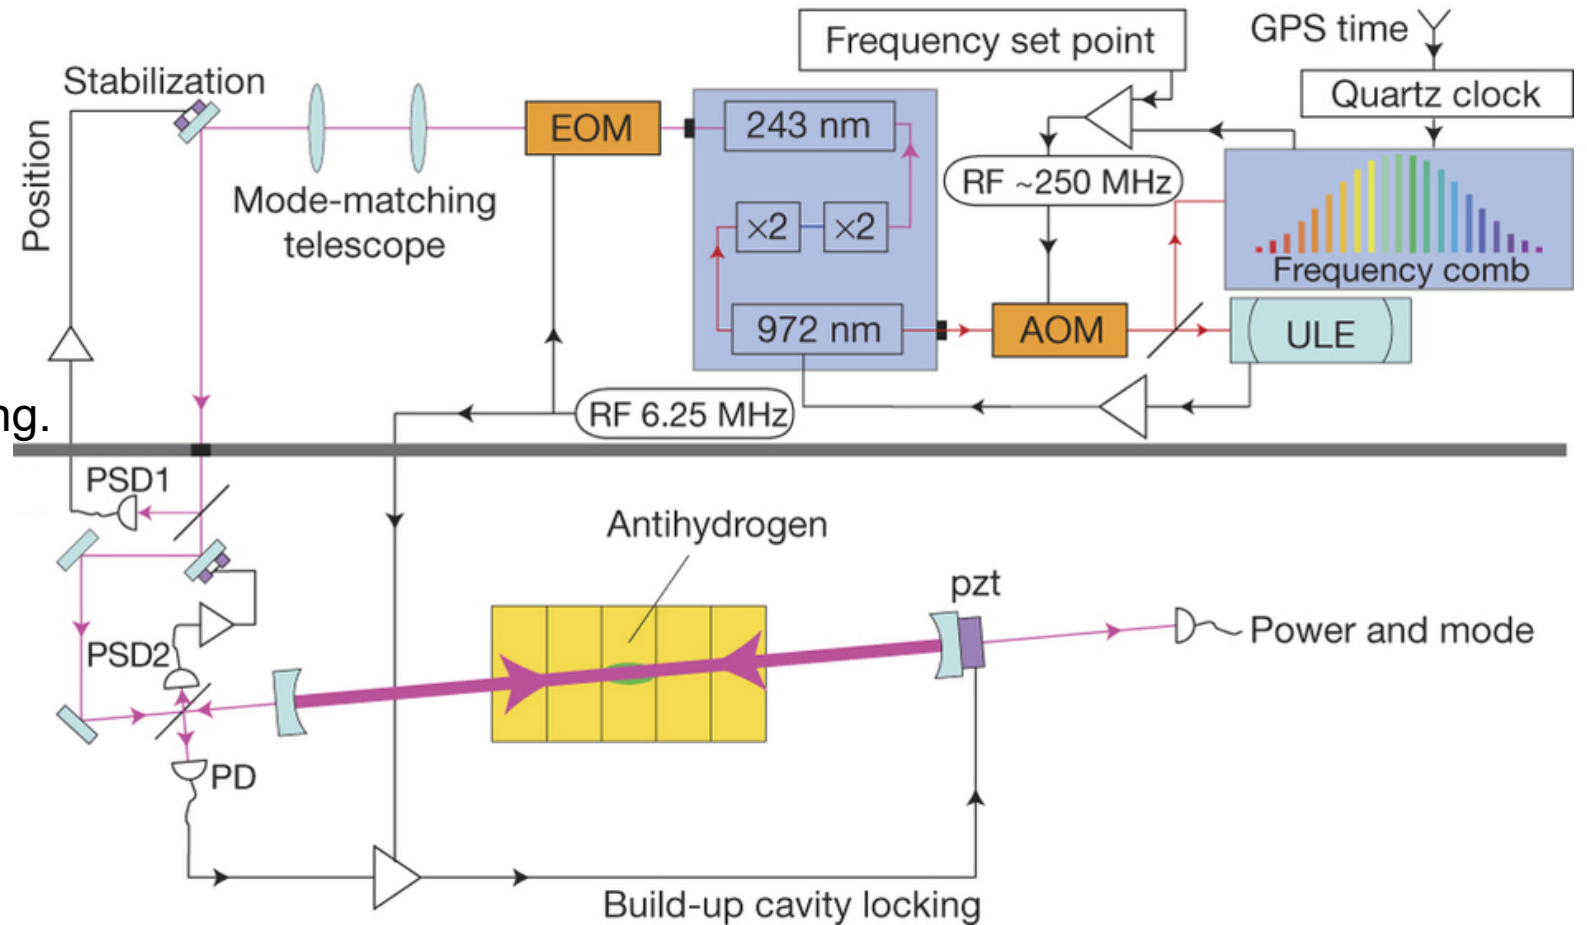 Frequency set point
GPS time
Stabilization
Quartz clock
EOM
243 nm
Position
RF ~250 MHz
Mode-matching
telescope
×2
×2
Frequency comb
972 nm
AOM
ULE
ng.
RF 6.25 MHz
PSD1
Antihydrogen
pzt
PSD2
Power and mode
PD
Build-up cavity locking